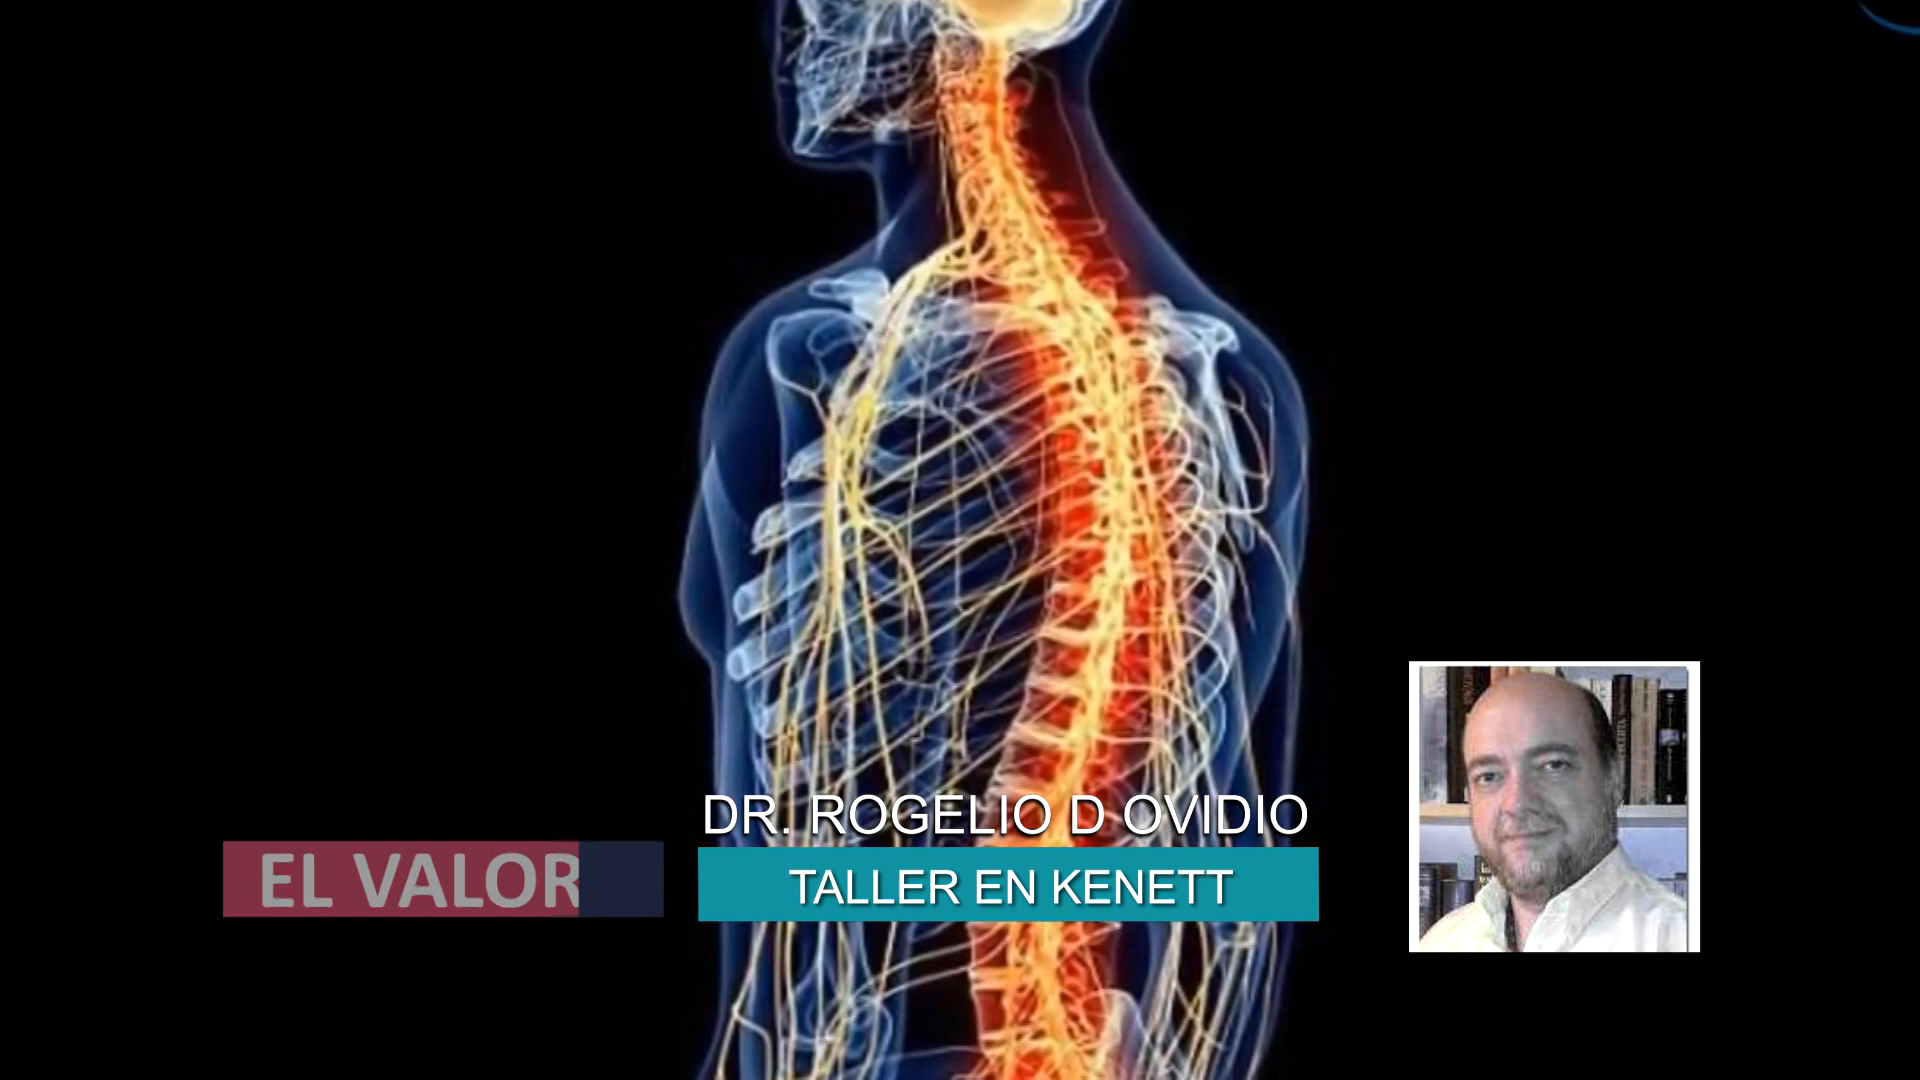 DR. ROGELIO D OVIDIO
EL VALOR
TALLER EN KENETT